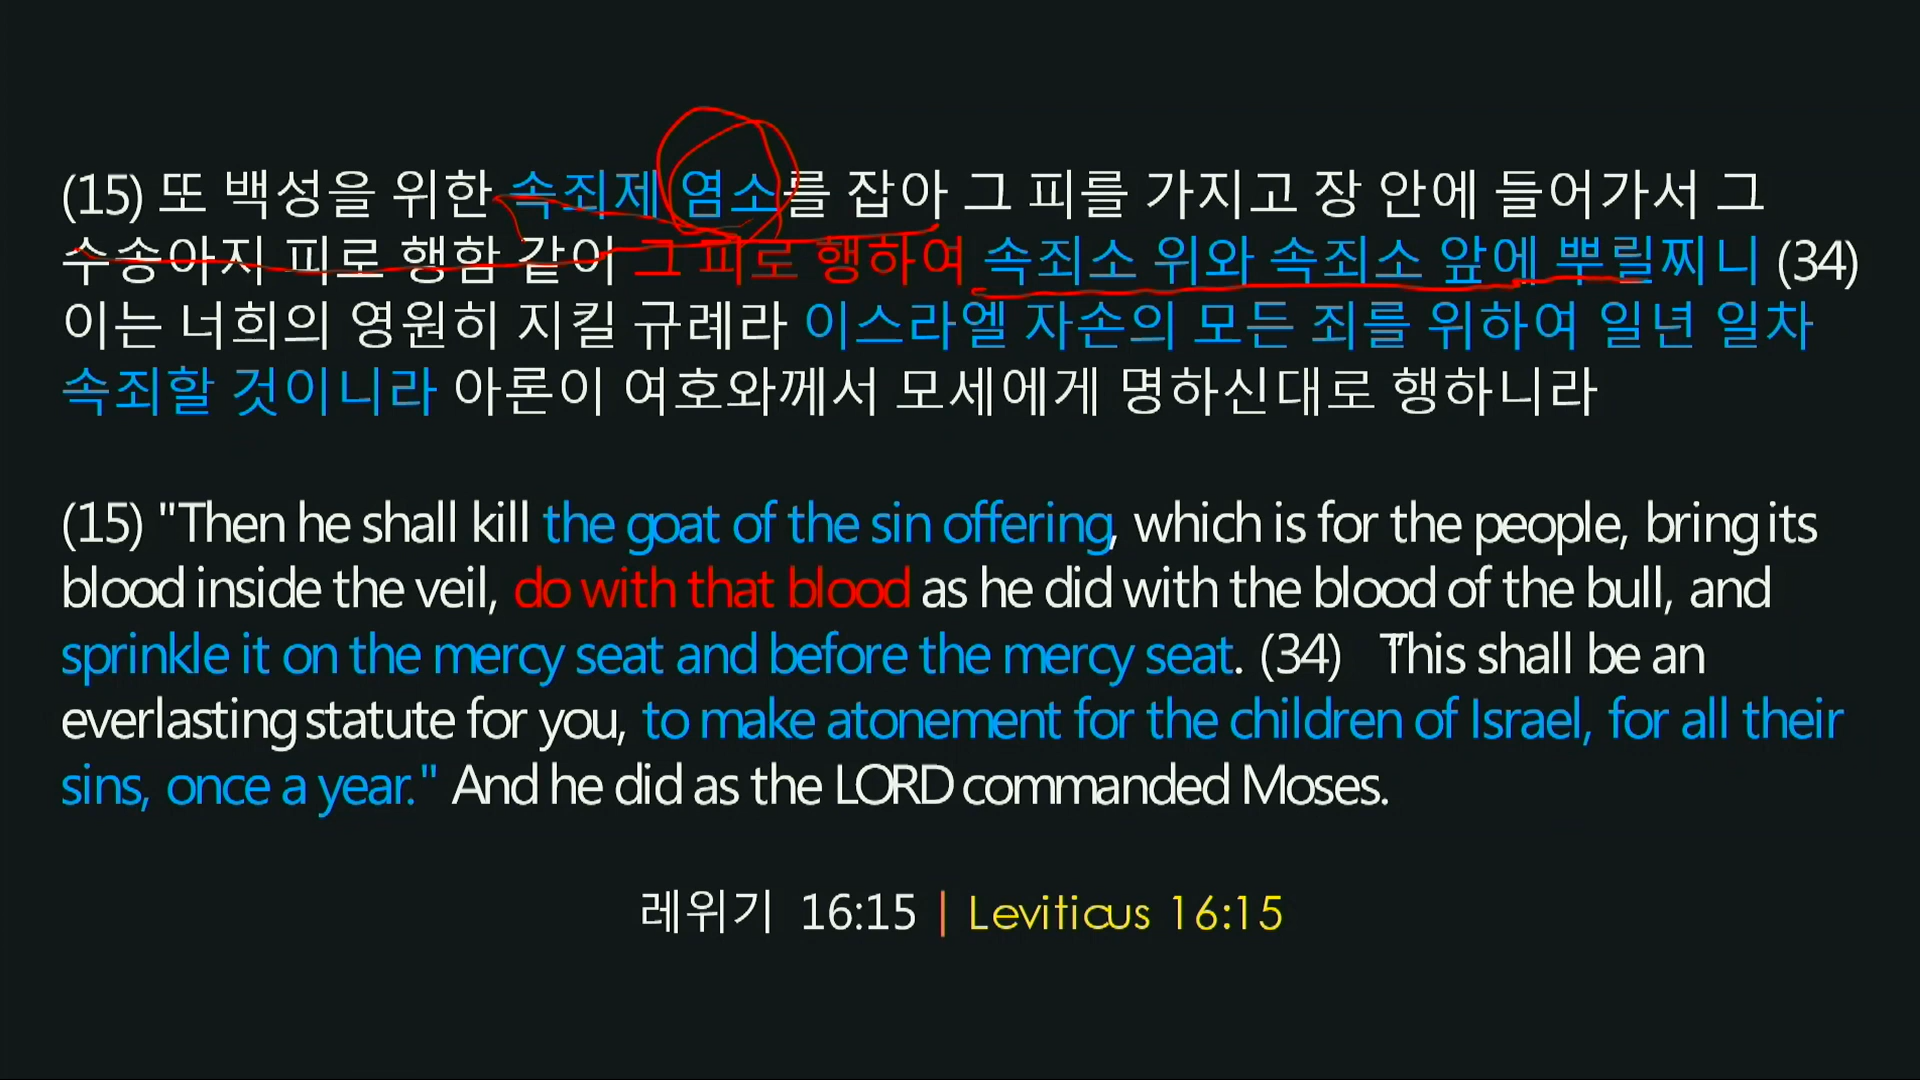 (15) 또 백성을 위한 속죄제 염소를 잡아 그 피를 가지고 장 안에 들어가서 그
수송아지 피로 행함 같이 그 피로 행하여 속죄소 위와 속죄소 앞에 뿌릴찌니 (34)
이는 너희의 영원히 지킬 규례라 이스라엘 자손의 모든 죄를 위하여 일년 일차
속죄할 것이니라 아론이 여호와께서 모세에게 명하신대로 행하니라
(15) "Then he shall kill the goat of the sin offering, which is for the people, bring its
blood inside the veil, do with that blood as he did with the blood of the bull, and
sprinkle it on the mercy seat and before the mercy seat. (34) "This shall be an
everlasting statute for you, to make atonement for the children of Israel, for all their
sins, once a year." And he did as the LORD commanded Moses.
레위기 16:15 | Leviticus 16:15